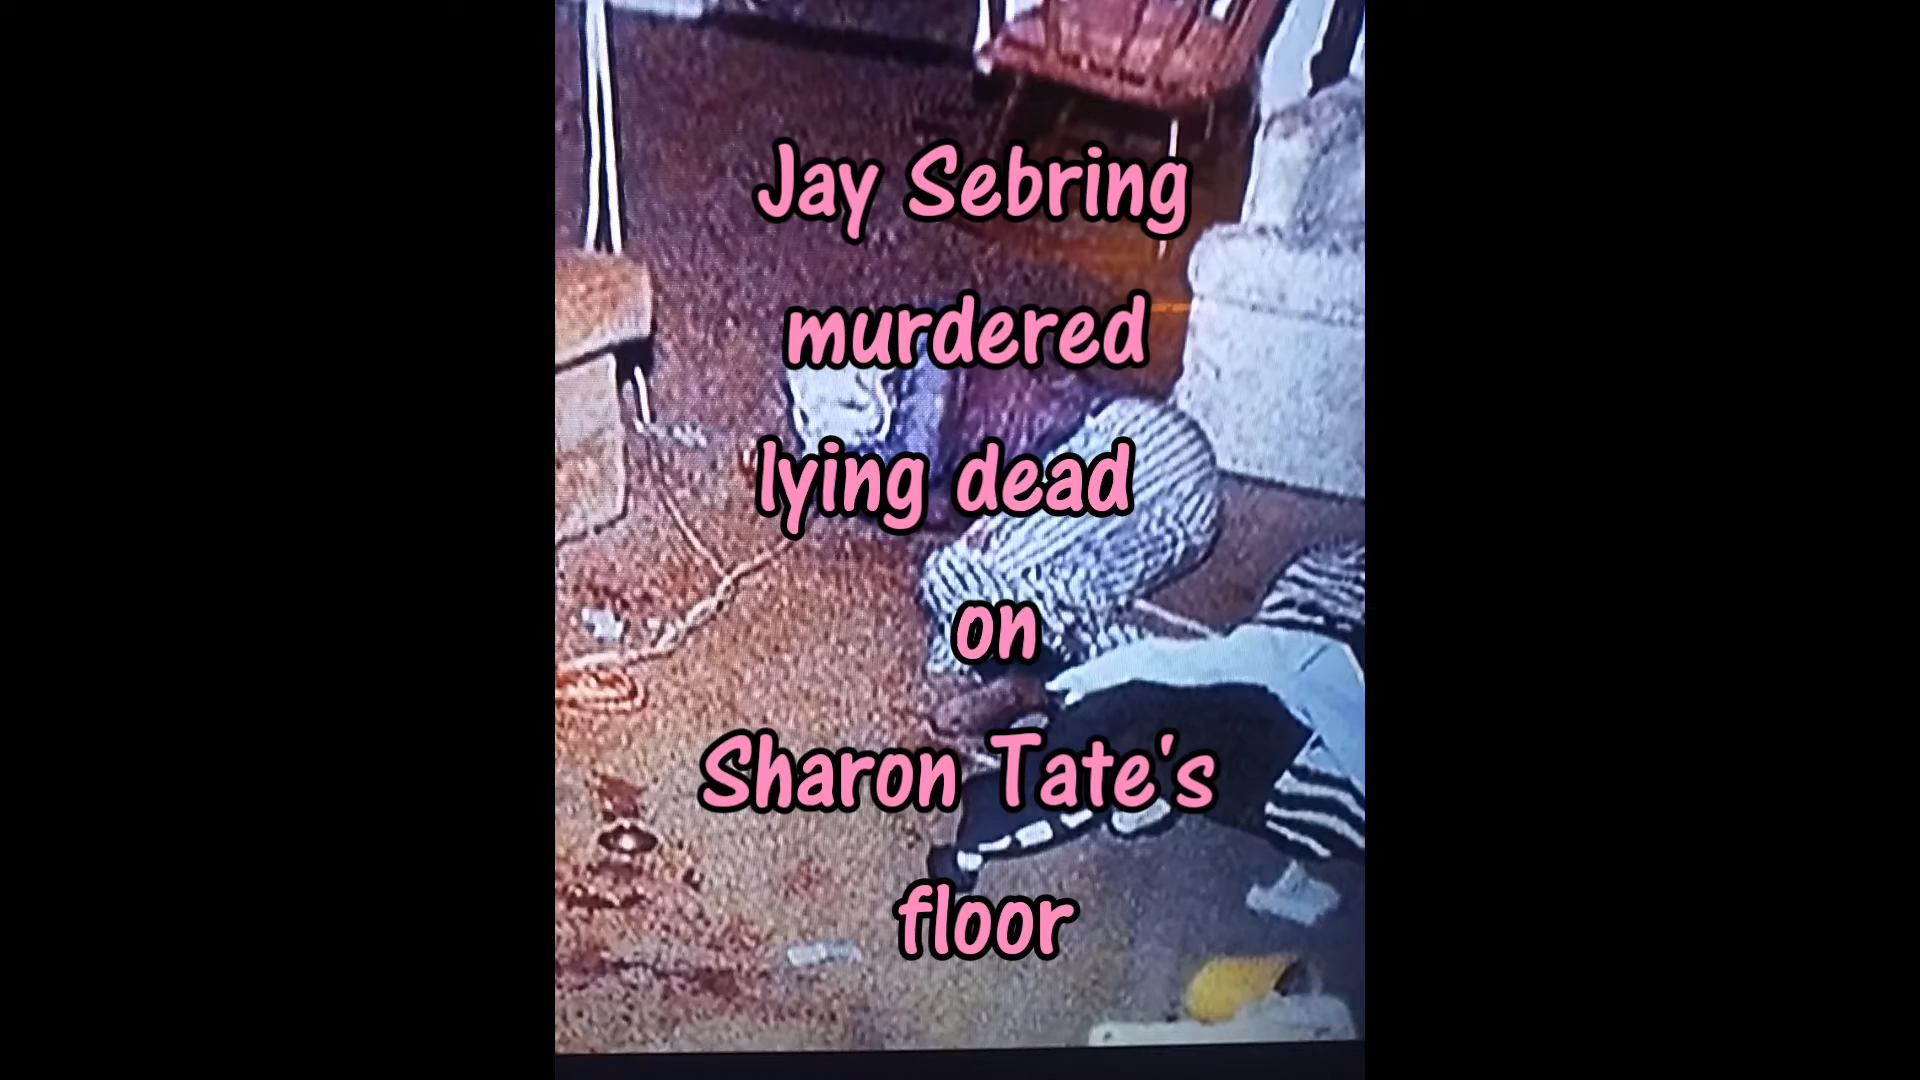 Jay Sebring
murdered
lying dead
on
Sharon Tate's
floor